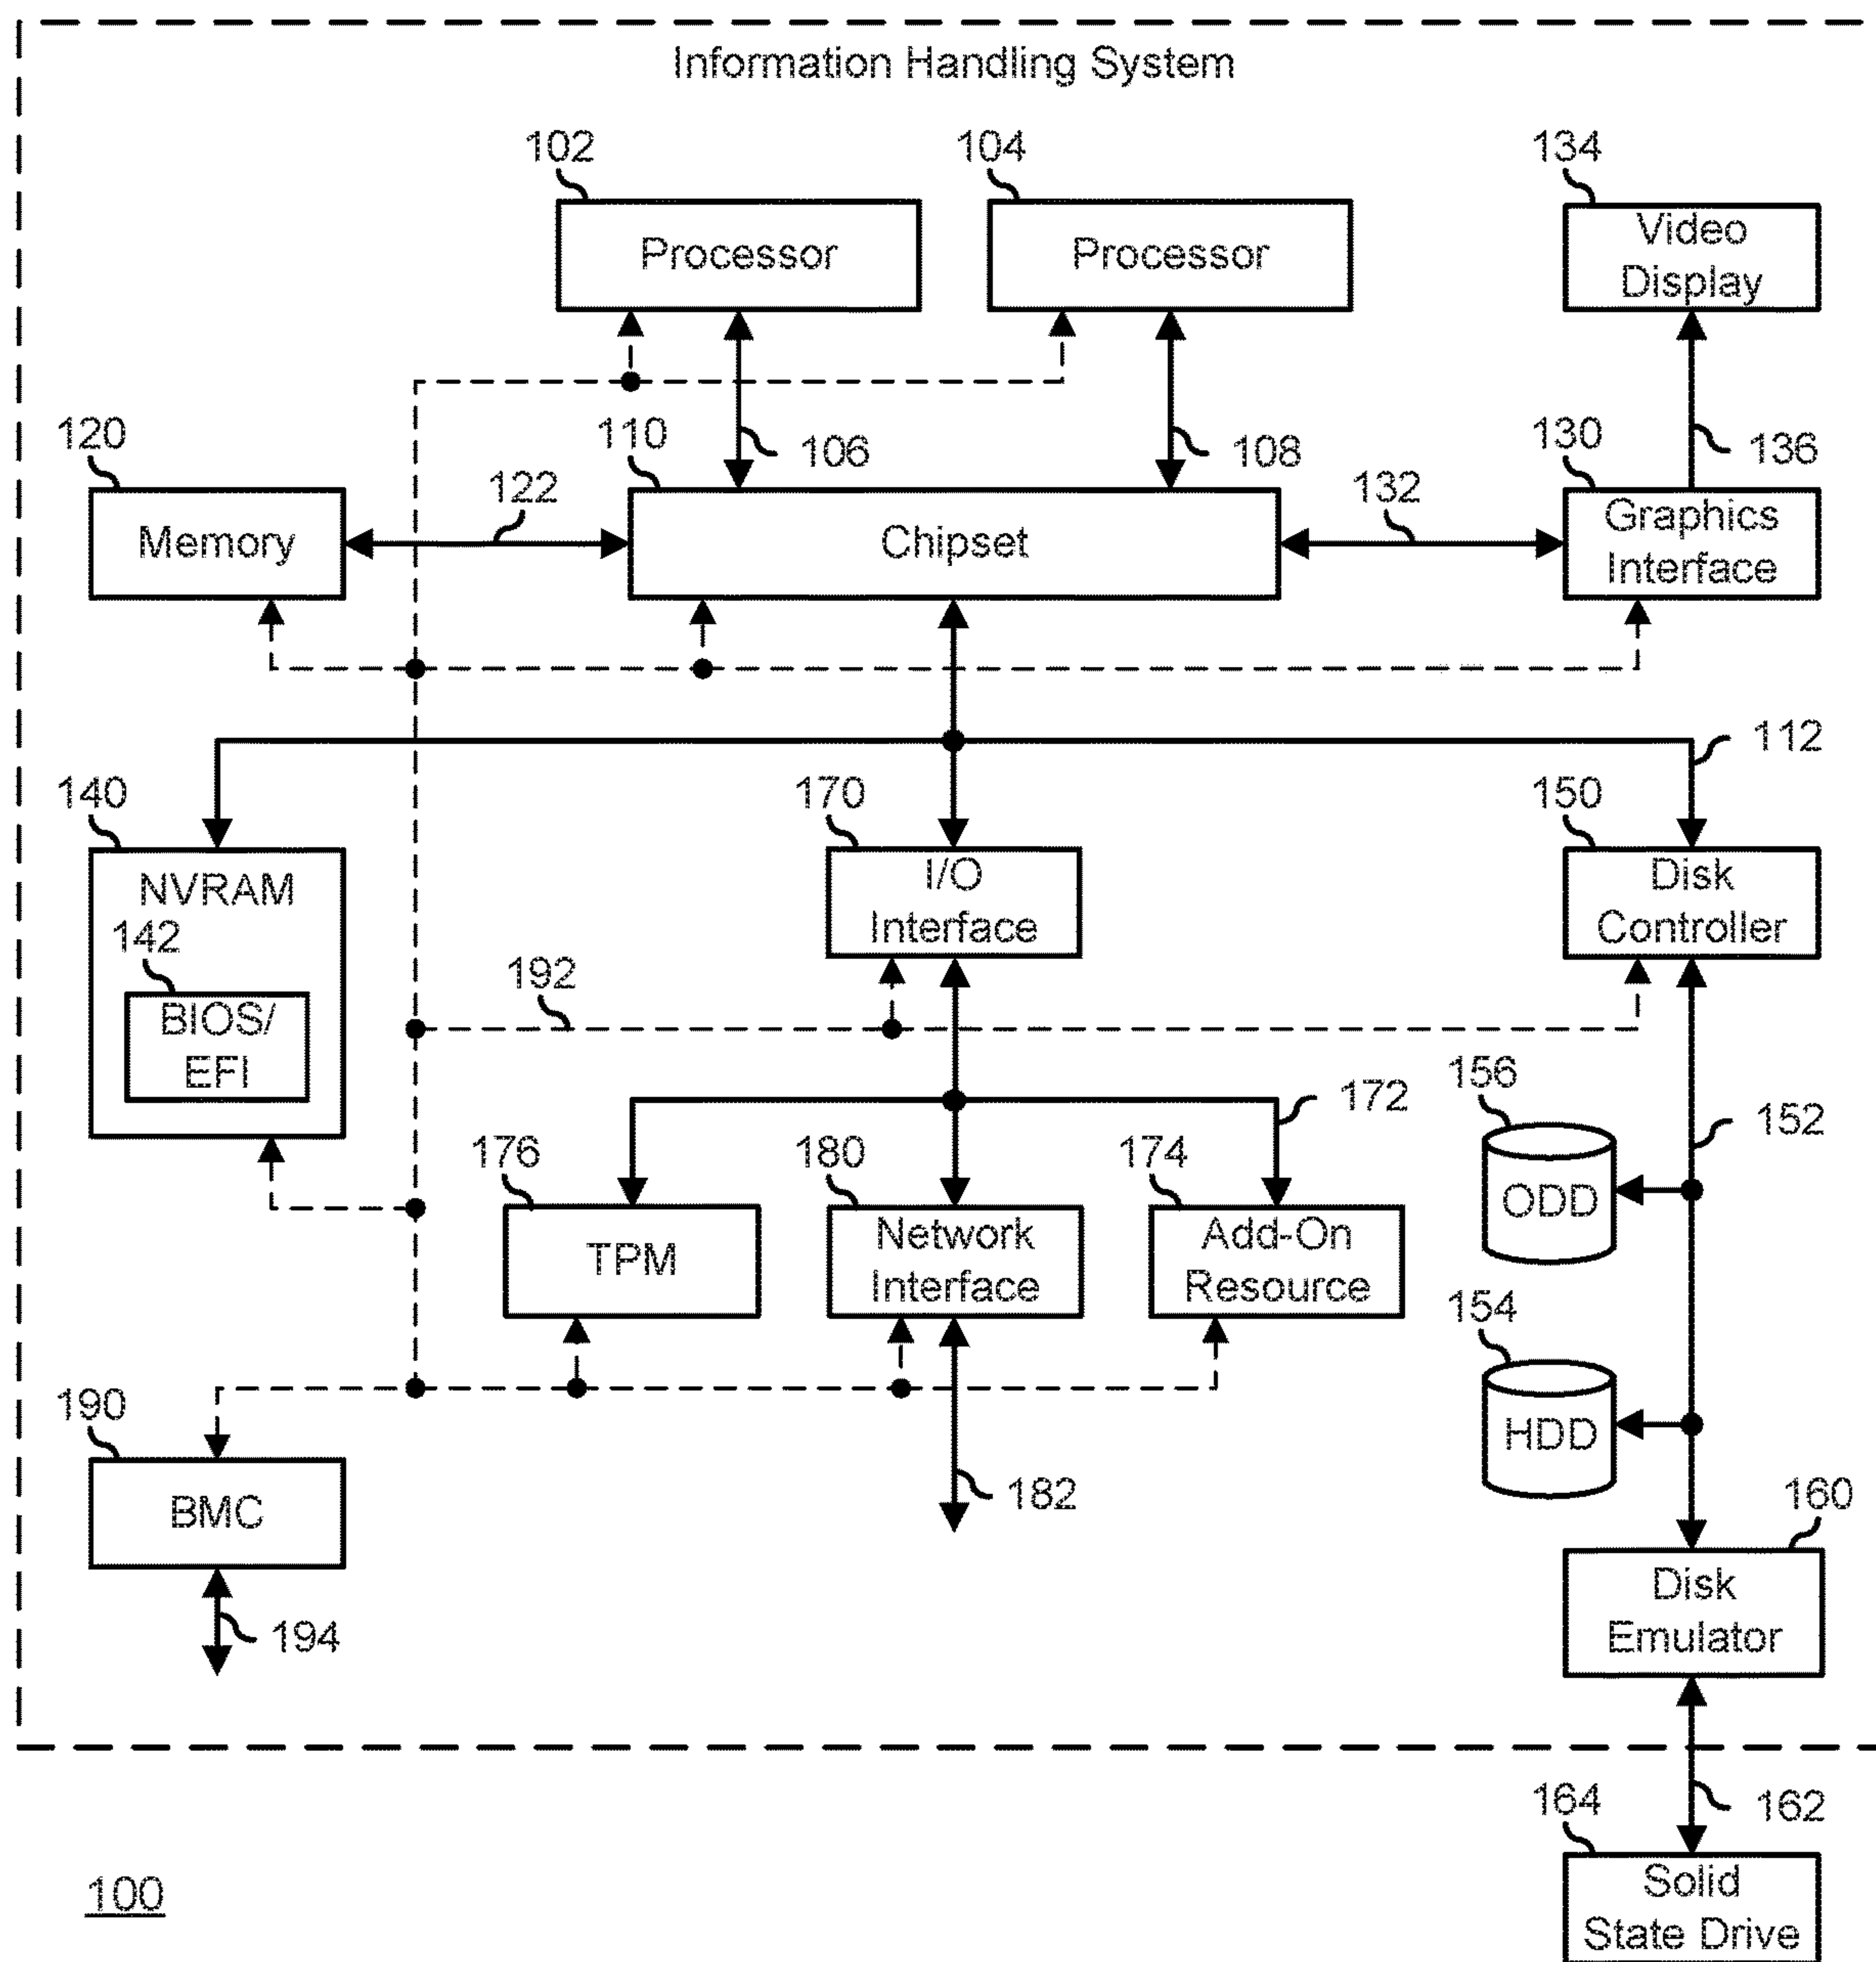 Information Handling System
102
104
134
Processor
Processor
Video
Display
120
110
106
108
130
136
122
132
Memory
Chipset
Graphics
Interface
112
140
170
150
NVRAM
I/O
Interface
Disk
Controller
142
BIOS/
EFI
192
156
172
152
176
180
174
ODD
TPM
Network
Interface
Add-On
Resource
154
HDD
190
182
160
BMC
194
Disk
Emulator
164
162
100
Solid
State Drive